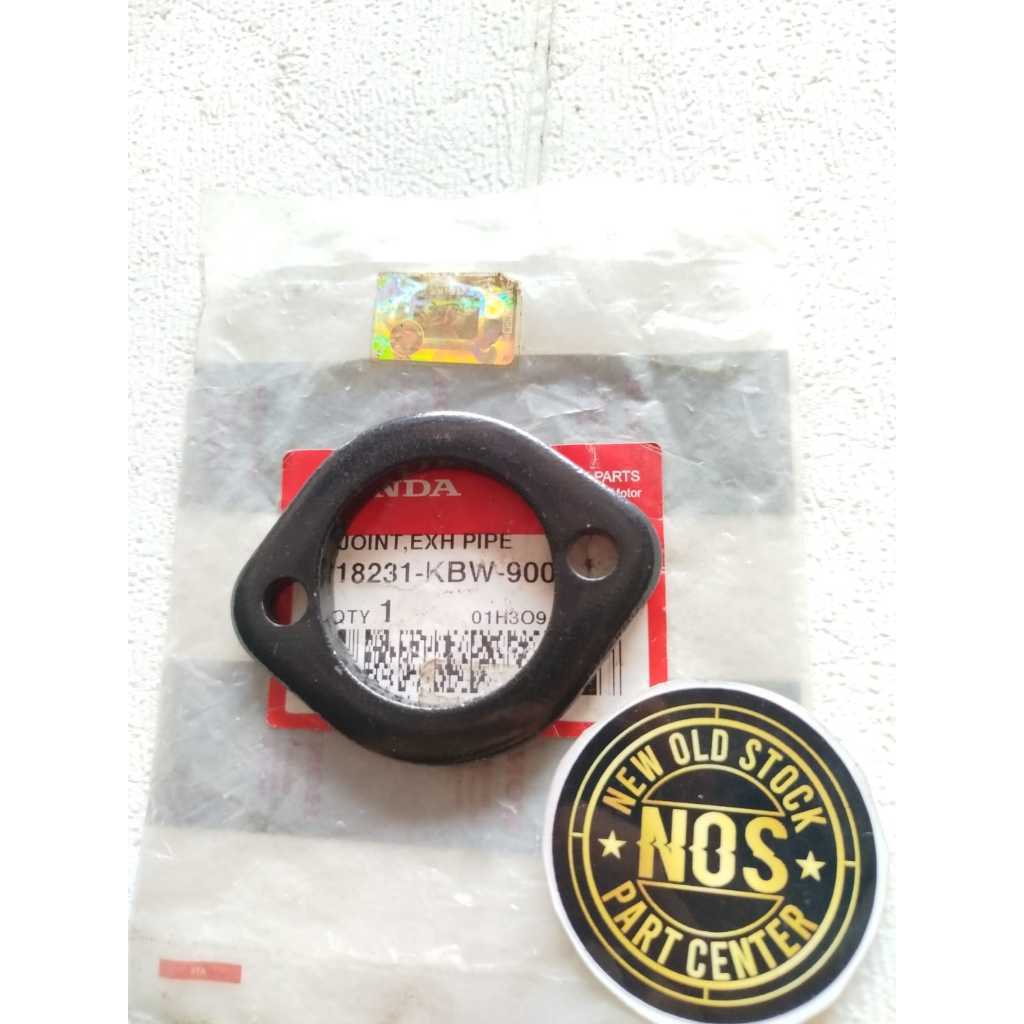 NDA
PARTS
Motor
JOINT,EXH PIPE
18231-KBW-900
QTY 1
01H3O9
NEW OLD STOCK
NOS
PART CENTER